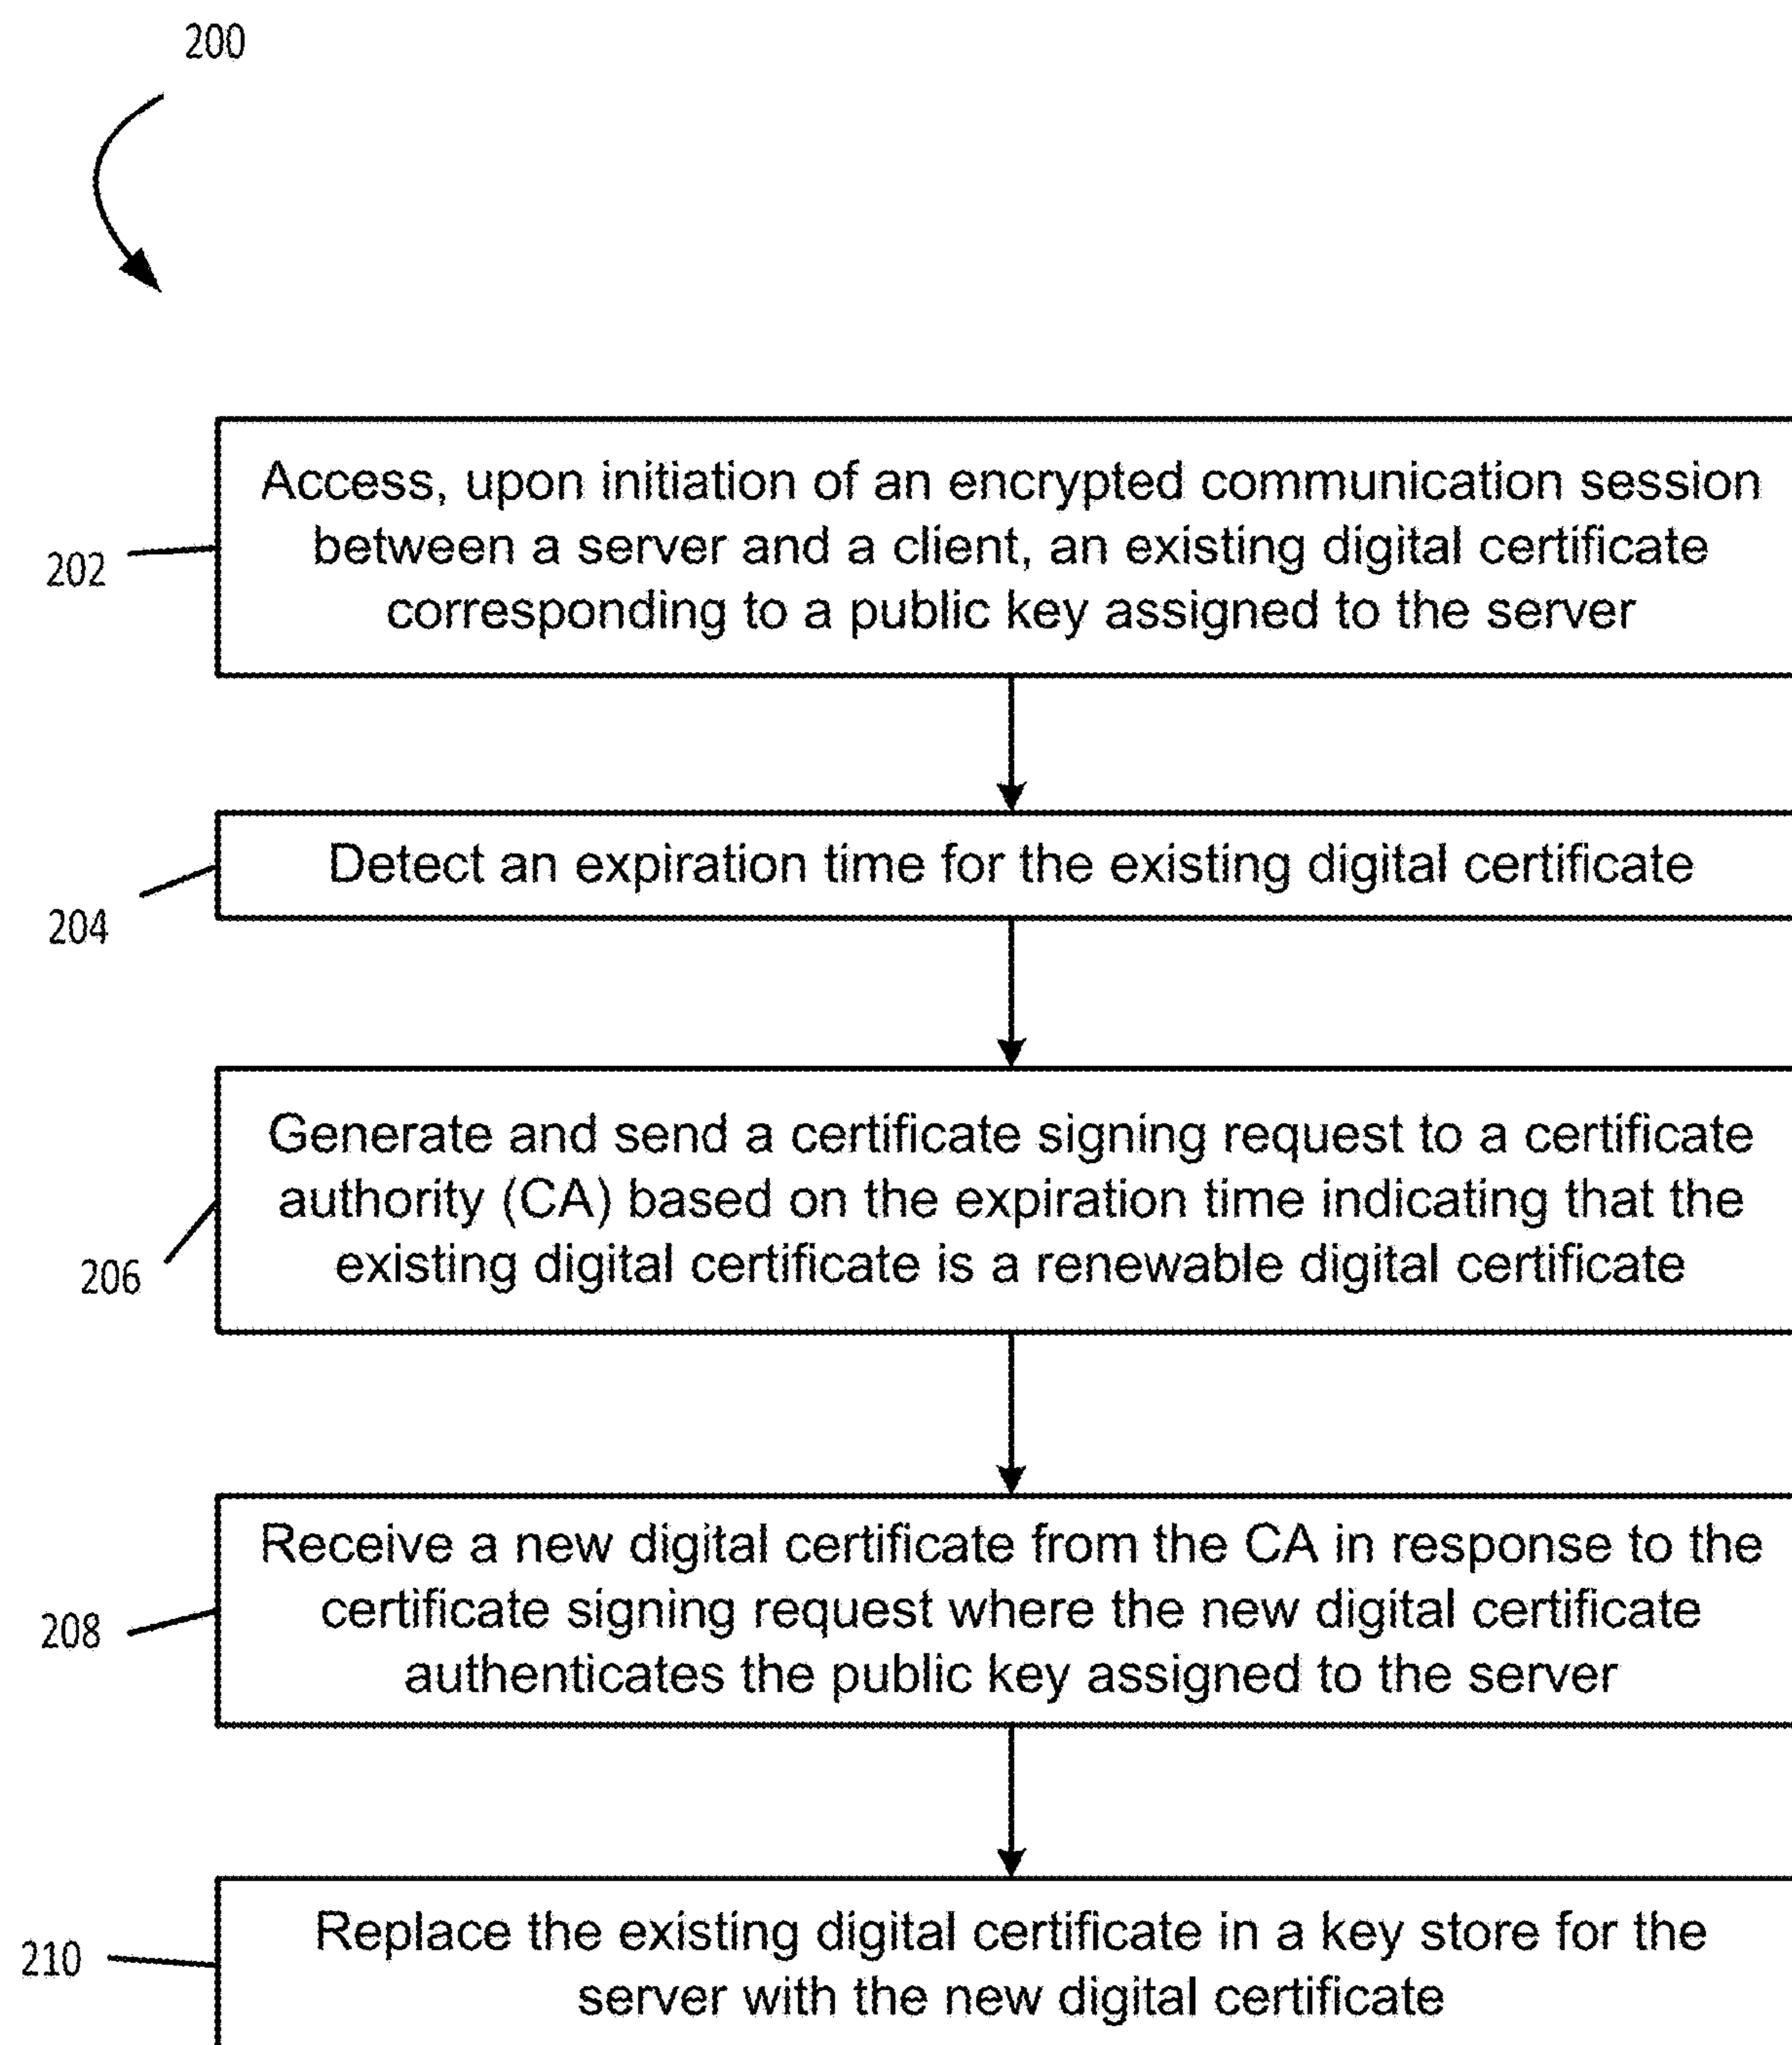 200
202
Access, upon initiation of an encrypted communication session
between a server and a client, an existing digital certificate
corresponding to a public key assigned to the server
204
Detect an expiration time for the existing digital certificate
206
Generate and send a certificate signing request to a certificate
authority (CA) based on the expiration time indicating that the
existing digital certificate is a renewable digital certificate
208
Receive a new digital certificate from the CA in response to the
certificate signing request where the new digital certificate
authenticates the public key assigned to the server
210
Replace the existing digital certificate in a key store for the
server with the new digital certificate